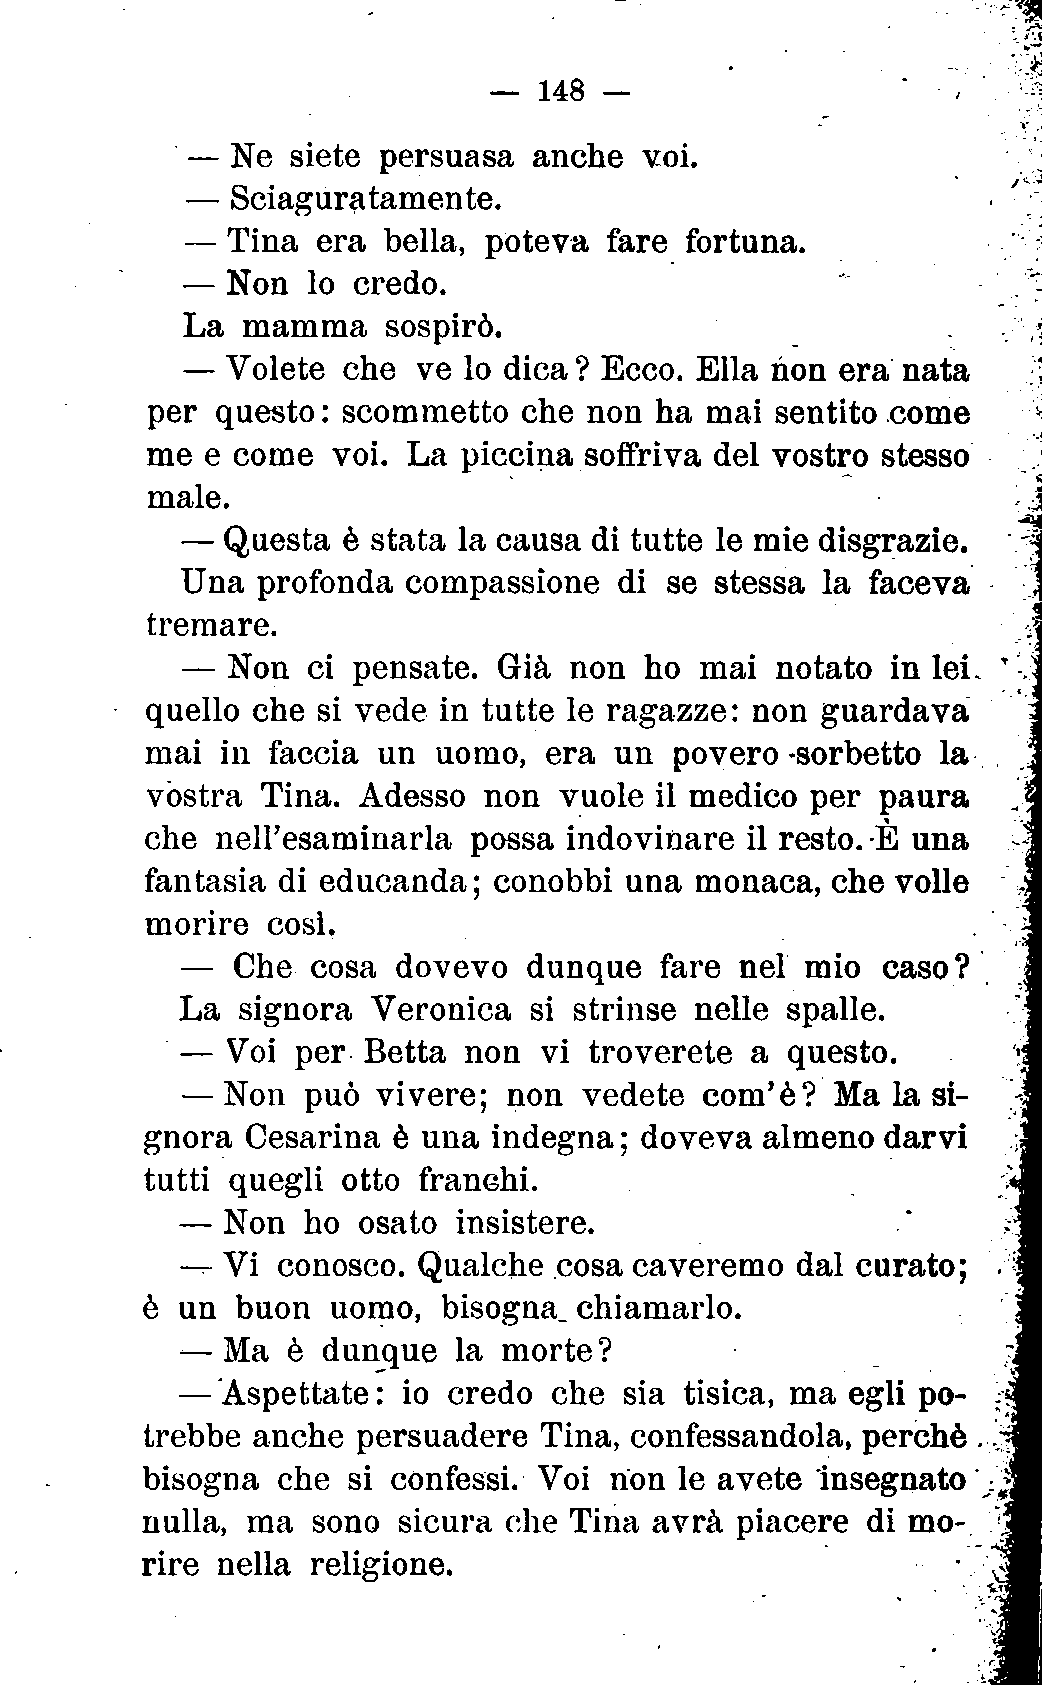 — 148 —
— Ne siete persuasa anche voi.
— Sciaguratamente.
— Tina era bella, poteva fare fortuna.
— Non lo credo.
La mamma sospirò.
— Volete che ve lo dica? Ecco. Ella non era nata
per questo: scommetto che non ha mai sentito come
me e come voi. La piccina soffriva del vostro stesso
male.
— Questa è stata la causa di tutte le mie disgrazie.
Una profonda compassione di se stessa la faceva
tremare.
— Non ci pensate. Già non ho mai notato in lei
quello che si vede in tutte le ragazze: non guardava
mai in faccia un uomo, era un povero sorbetto la
vostra Tina. Adesso non vuole il medico per paura
che nell'esaminarla possa indovinare il resto. È una
fantasia di educanda; conobbi una monaca, che volle
morire così.
— Che cosa dovevo dunque fare nel mio caso?
La signora Veronica si strinse nelle spalle.
— Voi per Betta non vi troverete a questo.
— Non può vivere; non vedete com'è? Ma la si-
gnora Cesarina è una indegna; doveva almeno darvi
tutti quegli otto franchi.
— Non ho osato insistere.
— Vi conosco. Qualche cosa caveremo dal curato;
è un buon uomo, bisogna chiamarlo.
— Ma è dunque la morte?
— Aspettate: io credo che sia tisica, ma egli po-
trebbe anche persuadere Tina, confessandola, perchè
bisogna che si confessi. Voi non le avete insegnato
nulla, ma sono sicura che Tina avrà piacere di mo-
rire nella religione.